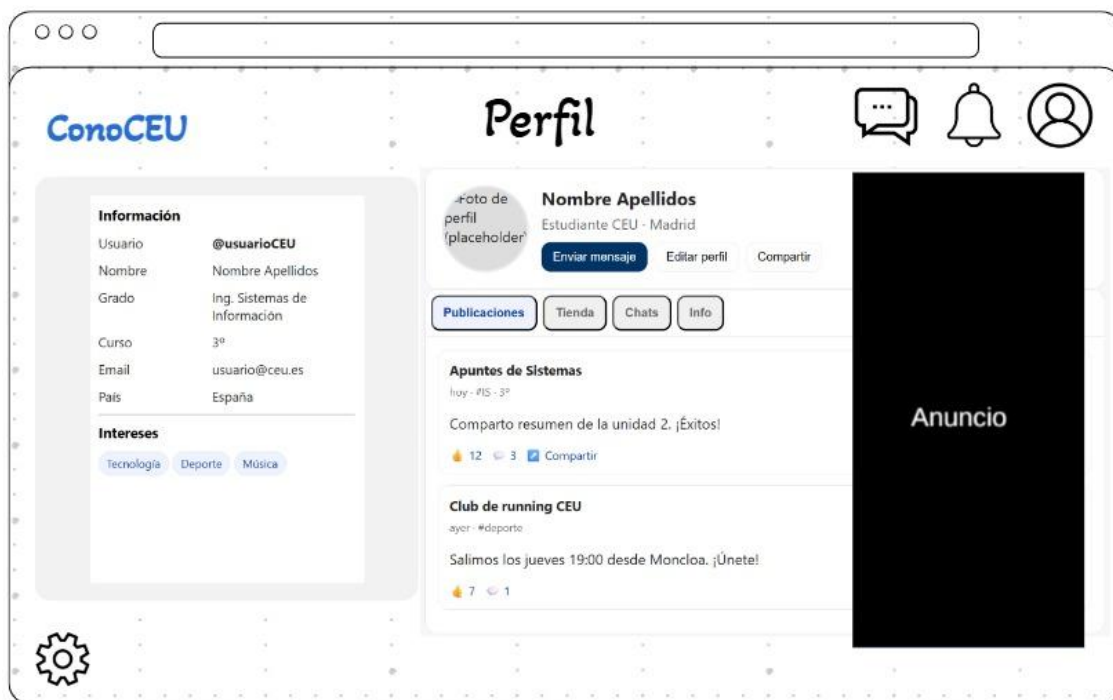 ConoCEU
Perfil
Información
Usuario @usuarioCEU
Nombre Nombre Apellidos
Grado Ing. Sistemas de
Información
Curso 3º
Email usuario@ceu.es
País España
Intereses
Tecnología Deporte Música
Foto de
perfil
(placeholder)
Nombre Apellidos
Estudiante CEU · Madrid
Enviar mensaje Editar perfil Compartir
Publicaciones Tienda Chats Info
Apuntes de Sistemas
hoy · #IS · 3º
Comparto resumen de la unidad 2. ¡Éxitos!
12 3 Compartir
Club de running CEU
ayer · #deporte
Salimos los jueves 19:00 desde Moncloa. ¡Únete!
7 1
Anuncio